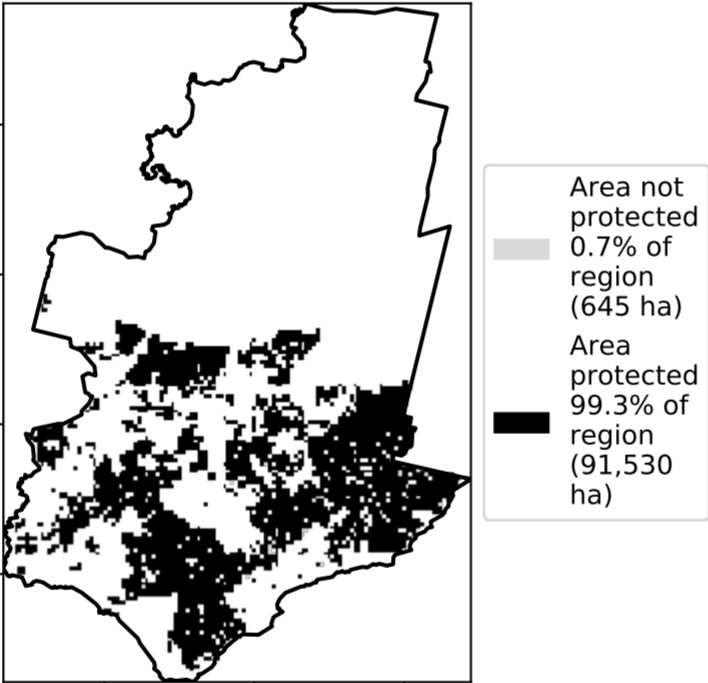 Area not
protected
0.7% of
region
(645 ha)
Area
protected
99.3% of
region
(91,530
ha)